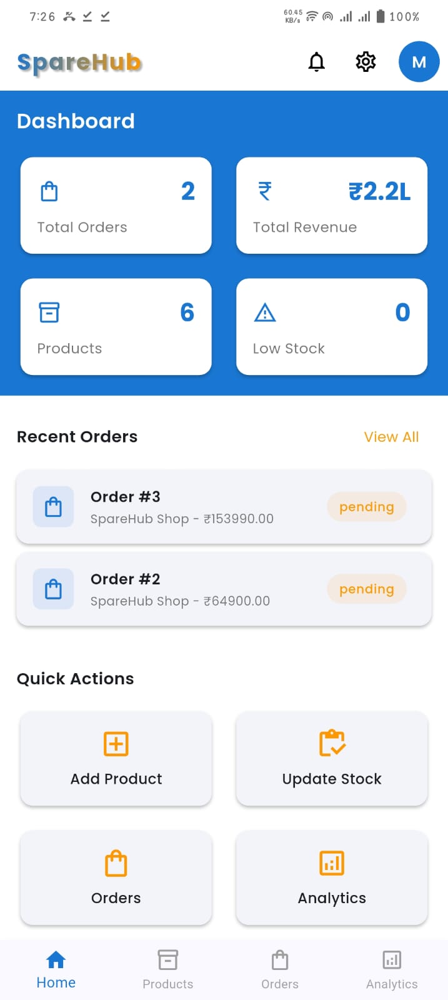 7:26
60.45
KB/s
100%
SpareHub
M
Dashboard
2
Total Orders
₹2.2L
Total Revenue
6
Products
0
Low Stock
Recent Orders
View All
Order #3
SpareHub Shop - ₹153990.00
pending
Order #2
SpareHub Shop - ₹64900.00
pending
Quick Actions
Add Product
Update Stock
Orders
Analytics
Home
Products
Orders
Analytics